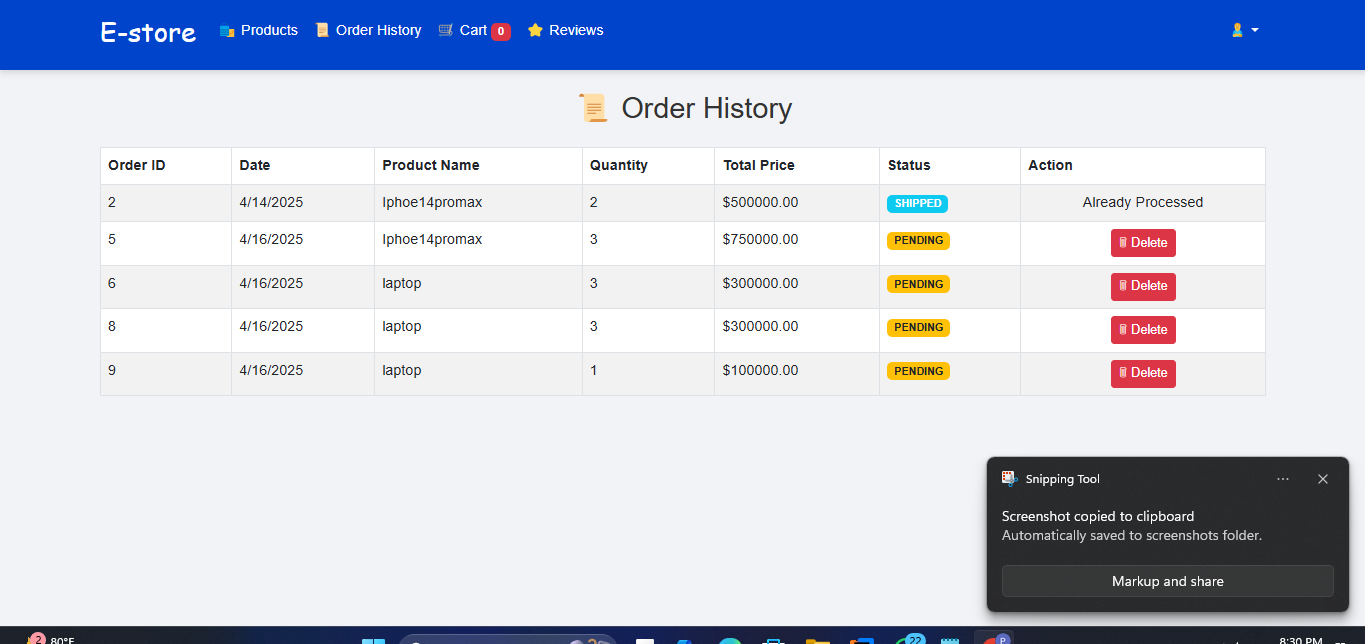 E-store Products Order History Cart 0 Reviews
Order History
Order ID Date Product Name Quantity Total Price Status Action
2 4/14/2025 Iphoe14promax 2 $500000.00 SHIPPED Already Processed
5 4/16/2025 Iphoe14promax 3 $750000.00 PENDING Delete
6 4/16/2025 laptop 3 $300000.00 PENDING Delete
8 4/16/2025 laptop 3 $300000.00 PENDING Delete
9 4/16/2025 laptop 1 $100000.00 PENDING Delete
Snipping Tool
Screenshot copied to clipboard
Automatically saved to screenshots folder.
Markup and share
2 80°F 22 P 8:30 PM